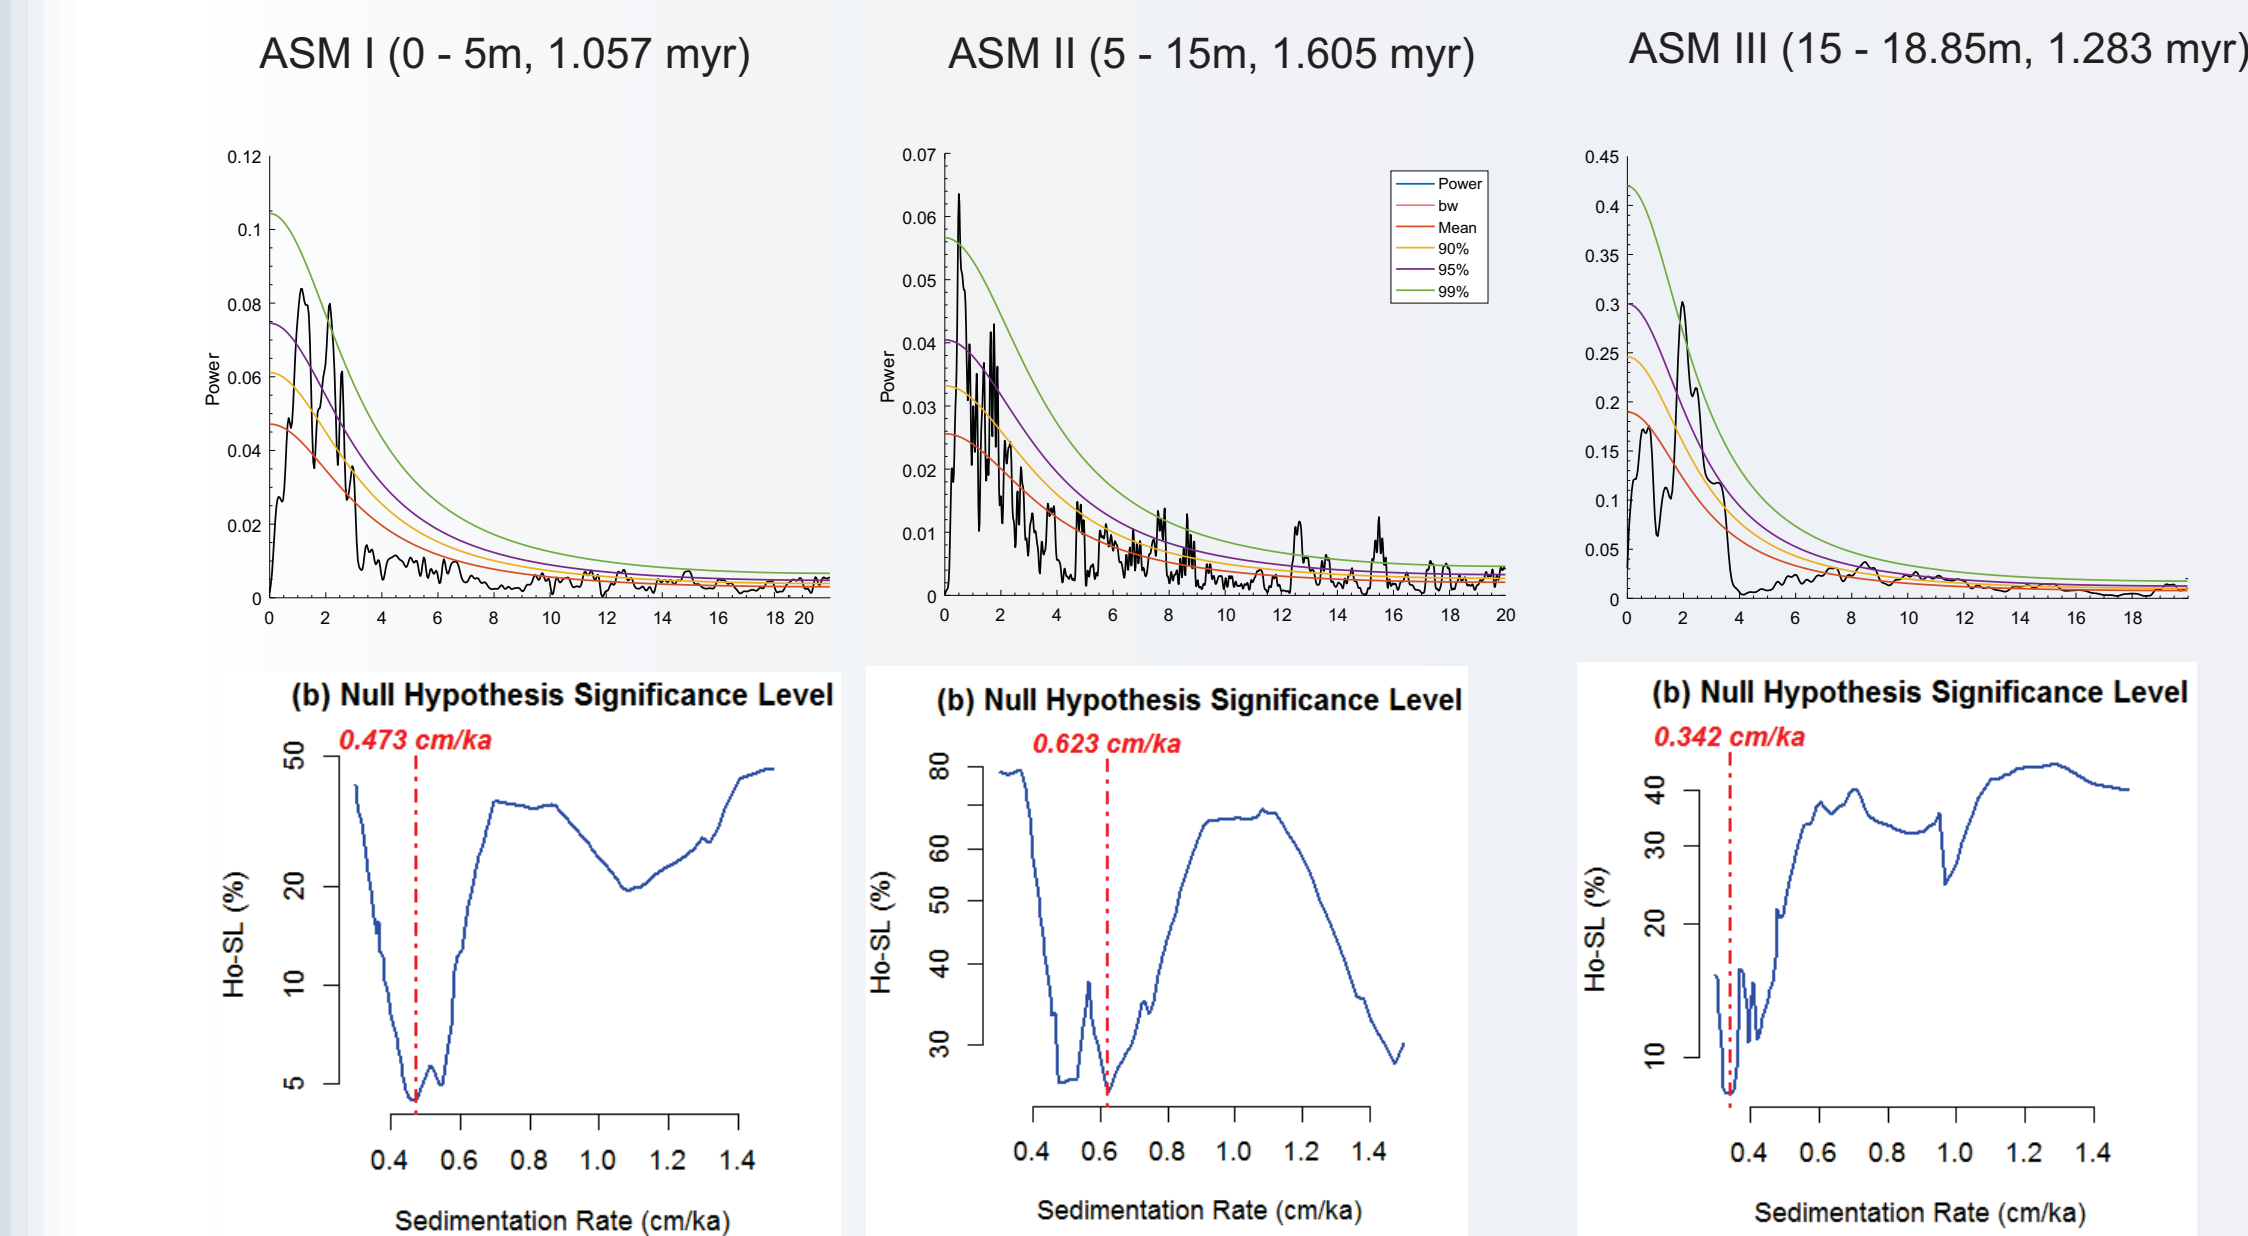 ASM I (0 - 5m, 1.057 myr)
ASM II (5 - 15m, 1.605 myr)
ASM III (15 - 18.85m, 1.283 myr)
0.12
0.1
0.08
0.06
0.04
0.02
0
Power
0 2 4 6 8 10 12 14 16 18 20
0.07
0.06
0.05
0.04
0.03
0.02
0.01
0
Power
0 2 4 6 8 10 12 14 16 18 20
Power
bw
Mean
90%
95%
99%
0.45
0.4
0.35
0.3
0.25
0.2
0.15
0.1
0.05
0
0 2 4 6 8 10 12 14 16 18
(b) Null Hypothesis Significance Level
0.473 cm/ka
50
20
10
5
Ho-SL (%)
0.4 0.6 0.8 1.0 1.2 1.4
Sedimentation Rate (cm/ka)
(b) Null Hypothesis Significance Level
0.623 cm/ka
80
60
50
40
30
Ho-SL (%)
0.4 0.6 0.8 1.0 1.2 1.4
Sedimentation Rate (cm/ka)
(b) Null Hypothesis Significance Level
0.342 cm/ka
40
30
20
10
Ho-SL (%)
0.4 0.6 0.8 1.0 1.2 1.4
Sedimentation Rate (cm/ka)